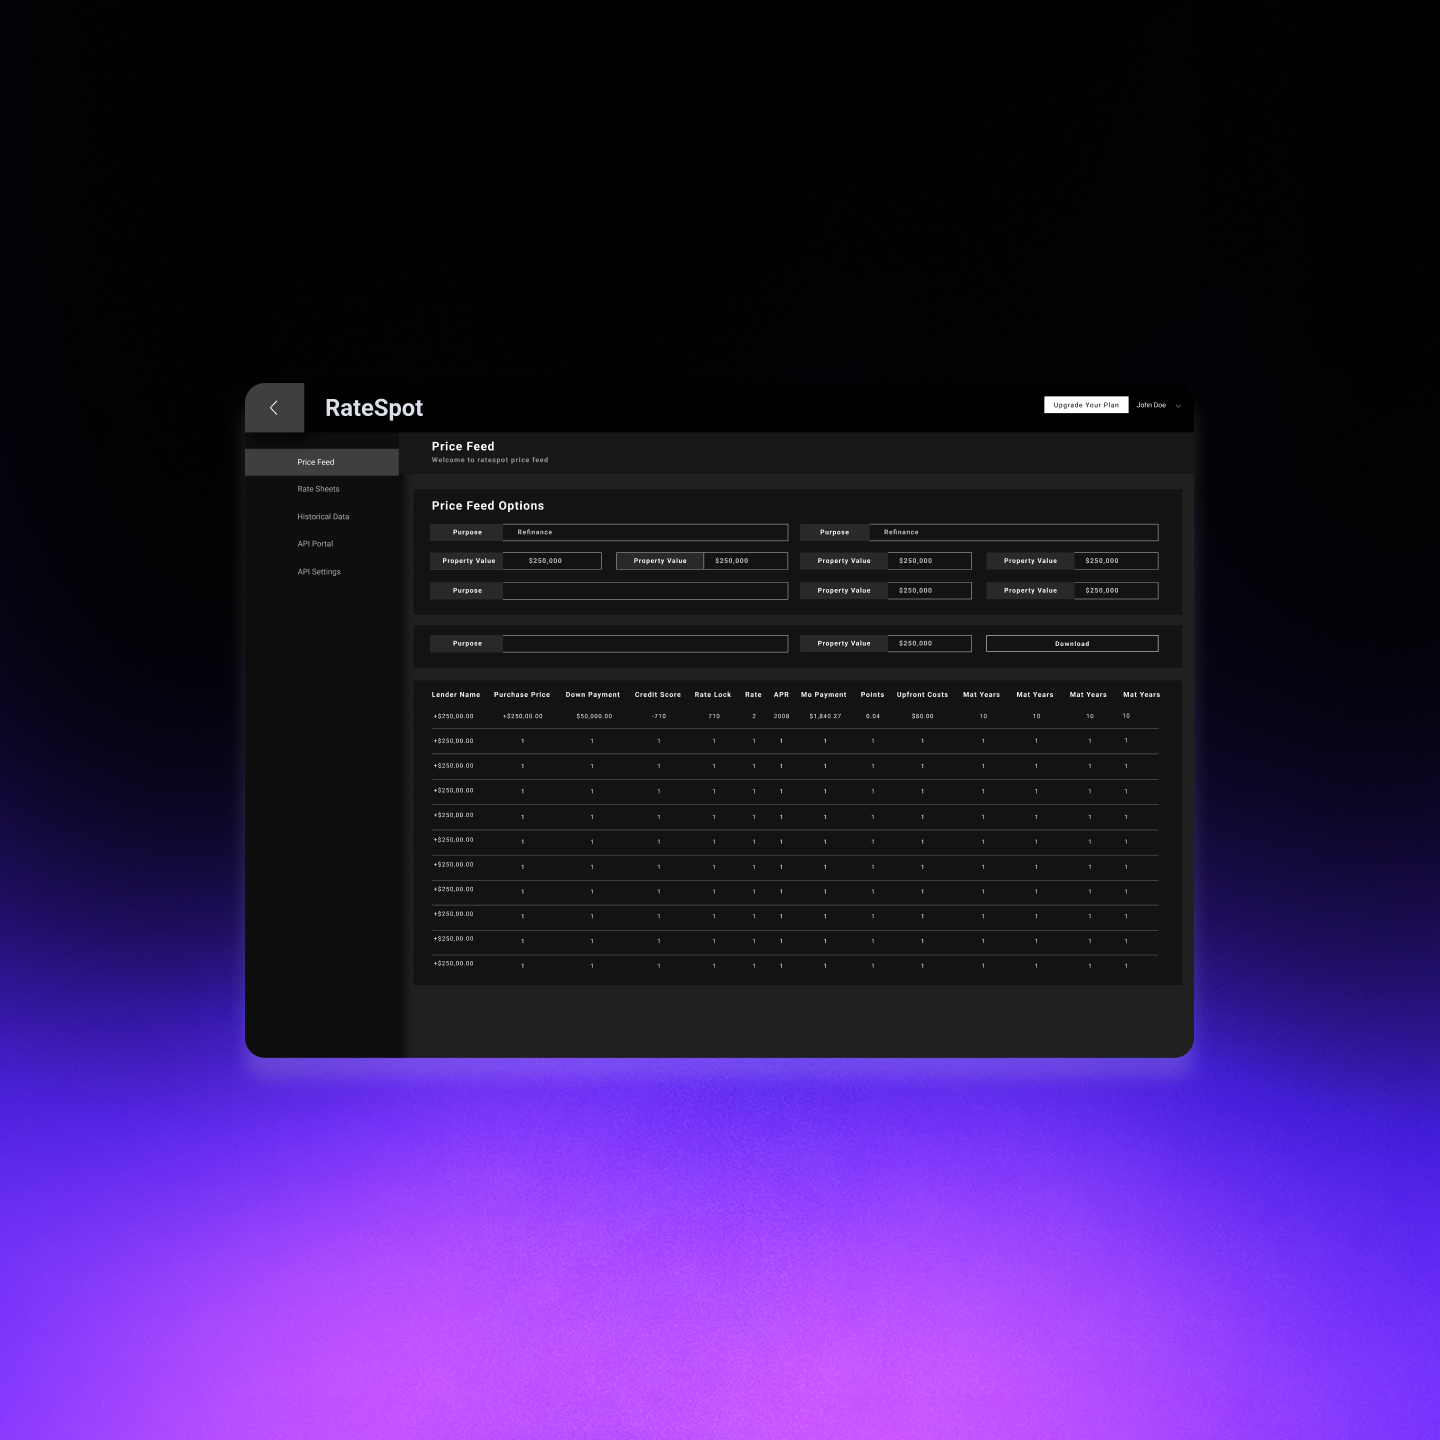 RateSpot
Upgrade Your Plan John Doe
Price Feed
Rate Sheets
Historical Data
API Portal
API Settings
Price Feed
Welcome to ratespot price feed
Price Feed Options
Purpose Refinance Purpose Refinance
Property Value $250,000 Property Value $250,000 Property Value $250,000 Property Value $250,000
Purpose Property Value $250,000 Property Value $250,000
Purpose Property Value $250,000 Download
Lender Name Purchase Price Down Payment Credit Score Rate Lock Rate APR Mo Payment Points Upfront Costs Mat Years Mat Years Mat Years Mat Years
+$250,00.00 +$250,00.00 $50,000.00 -710 710 2 2008 $1,840.27 0.04 $80.00 10 10 10 10
+$250,00.00 1 1 1 1 1 1 1 1 1 1 1 1 1
+$250,00.00 1 1 1 1 1 1 1 1 1 1 1 1 1
+$250,00.00 1 1 1 1 1 1 1 1 1 1 1 1 1
+$250,00.00 1 1 1 1 1 1 1 1 1 1 1 1 1
+$250,00.00 1 1 1 1 1 1 1 1 1 1 1 1 1
+$250,00.00 1 1 1 1 1 1 1 1 1 1 1 1 1
+$250,00.00 1 1 1 1 1 1 1 1 1 1 1 1 1
+$250,00.00 1 1 1 1 1 1 1 1 1 1 1 1 1
+$250,00.00 1 1 1 1 1 1 1 1 1 1 1 1 1
+$250,00.00 1 1 1 1 1 1 1 1 1 1 1 1 1